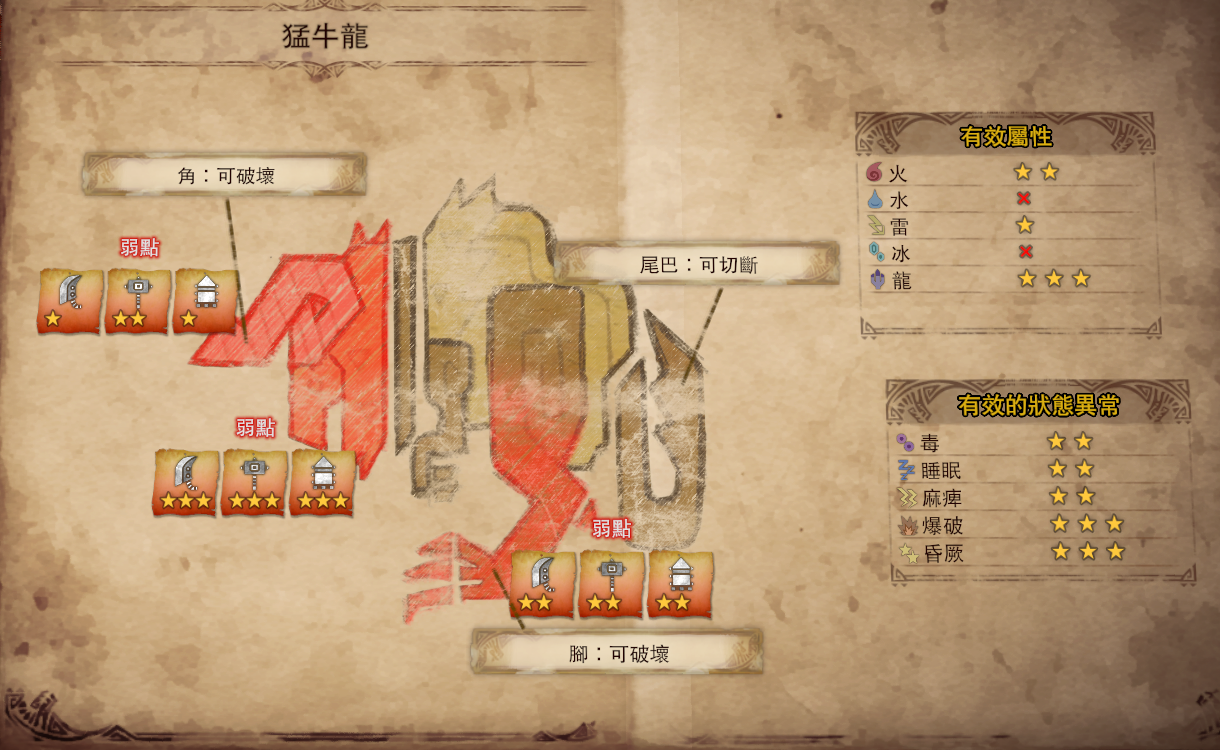 猛牛龍
角：可破壞
弱點
尾巴：可切斷
弱點
弱點
腳：可破壞
有效屬性
火
水
雷
冰
龍
有效的狀態異常
毒
睡眠
麻痺
爆破
昏厥